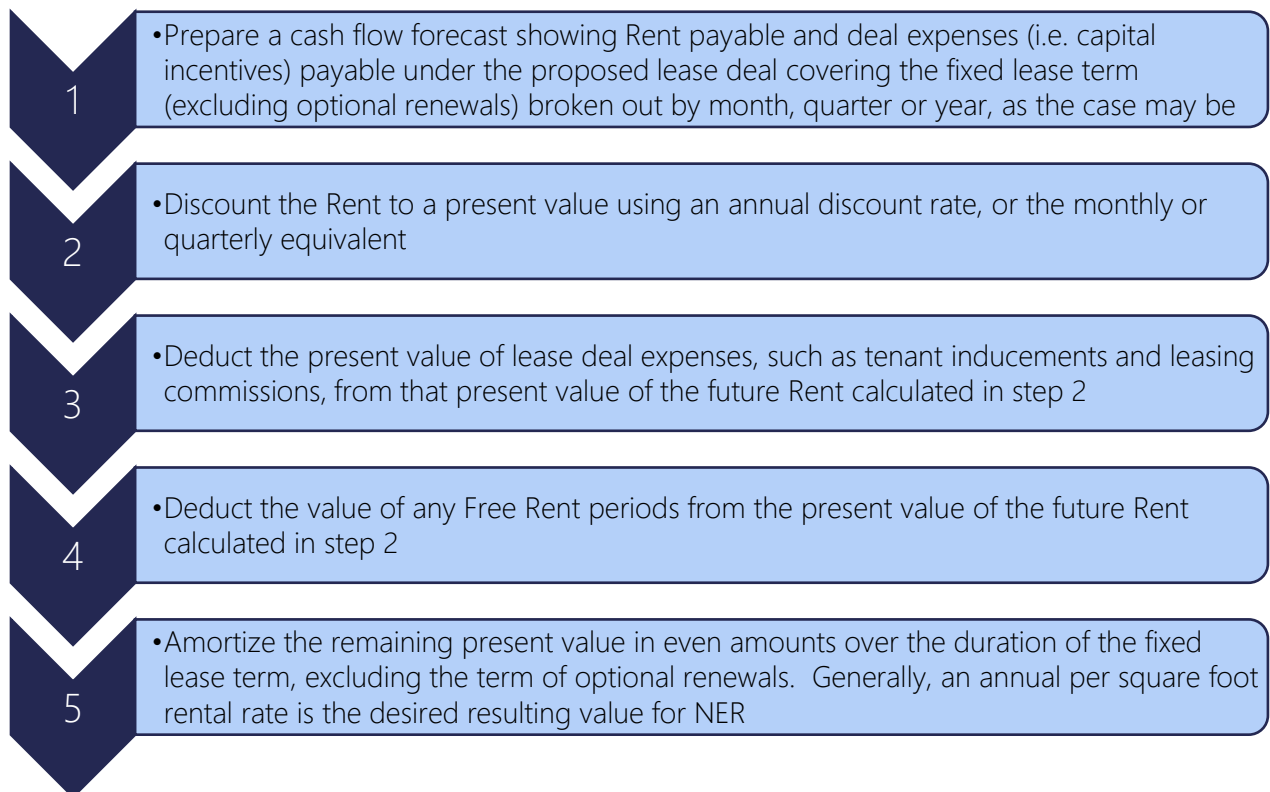 1
•Prepare a cash flow forecast showing Rent payable and deal expenses (i.e. capital
incentives) payable under the proposed lease deal covering the fixed lease term
(excluding optional renewals) broken out by month, quarter or year, as the case may be
2
•Discount the Rent to a present value using an annual discount rate, or the monthly or
quarterly equivalent
3
•Deduct the present value of lease deal expenses, such as tenant inducements and leasing
commissions, from that present value of the future Rent calculated in step 2
4
•Deduct the value of any Free Rent periods from the present value of the future Rent
calculated in step 2
5
•Amortize the remaining present value in even amounts over the duration of the fixed
lease term, excluding the term of optional renewals.  Generally, an annual per square foot
rental rate is the desired resulting value for NER